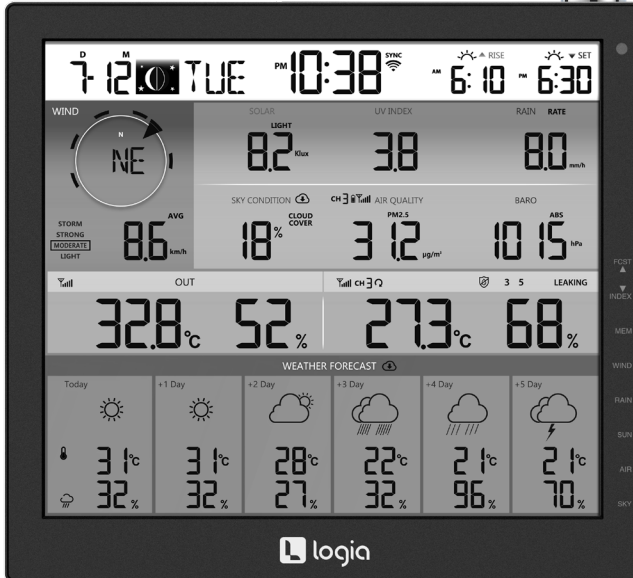 D M
7-12 TUE PM 10:38 SYNC AM 6:10 RISE PM 6:30 SET
WIND
N
NE
STORM
STRONG
MODERATE
LIGHT
AVG
8.6 km/h
SOLAR UV INDEX RAIN RATE
LIGHT
8.2 Klux 3.8 8.0 mm/h
SKY CONDITION CH 3 AIR QUALITY BARO
CLOUD COVER PM2.5 ABS
18% 31.2 µg/m³ 1015 hPa
OUT CH 3 3 5 LEAKING
32.8°C 52% 27.3°C 68%
WEATHER FORECAST
Today +1 Day +2 Day +3 Day +4 Day +5 Day
31°C 31°C 28°C 22°C 21°C 21°C
32% 32% 27% 32% 96% 70%
logia
FCST
INDEX
MEM
WIND
RAIN
SUN
AIR
SKY